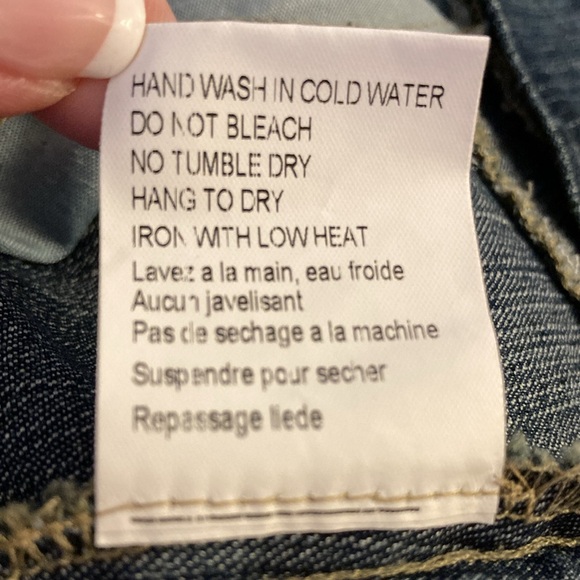 HAND WASH IN COLD WATER
DO NOT BLEACH
NO TUMBLE DRY
HANG TO DRY
IRON WITH LOW HEAT
Lavez a la main, eau froide
Aucun javelisant
Pas de sechage a la machine
Suspendre pour secher
Repassage liede